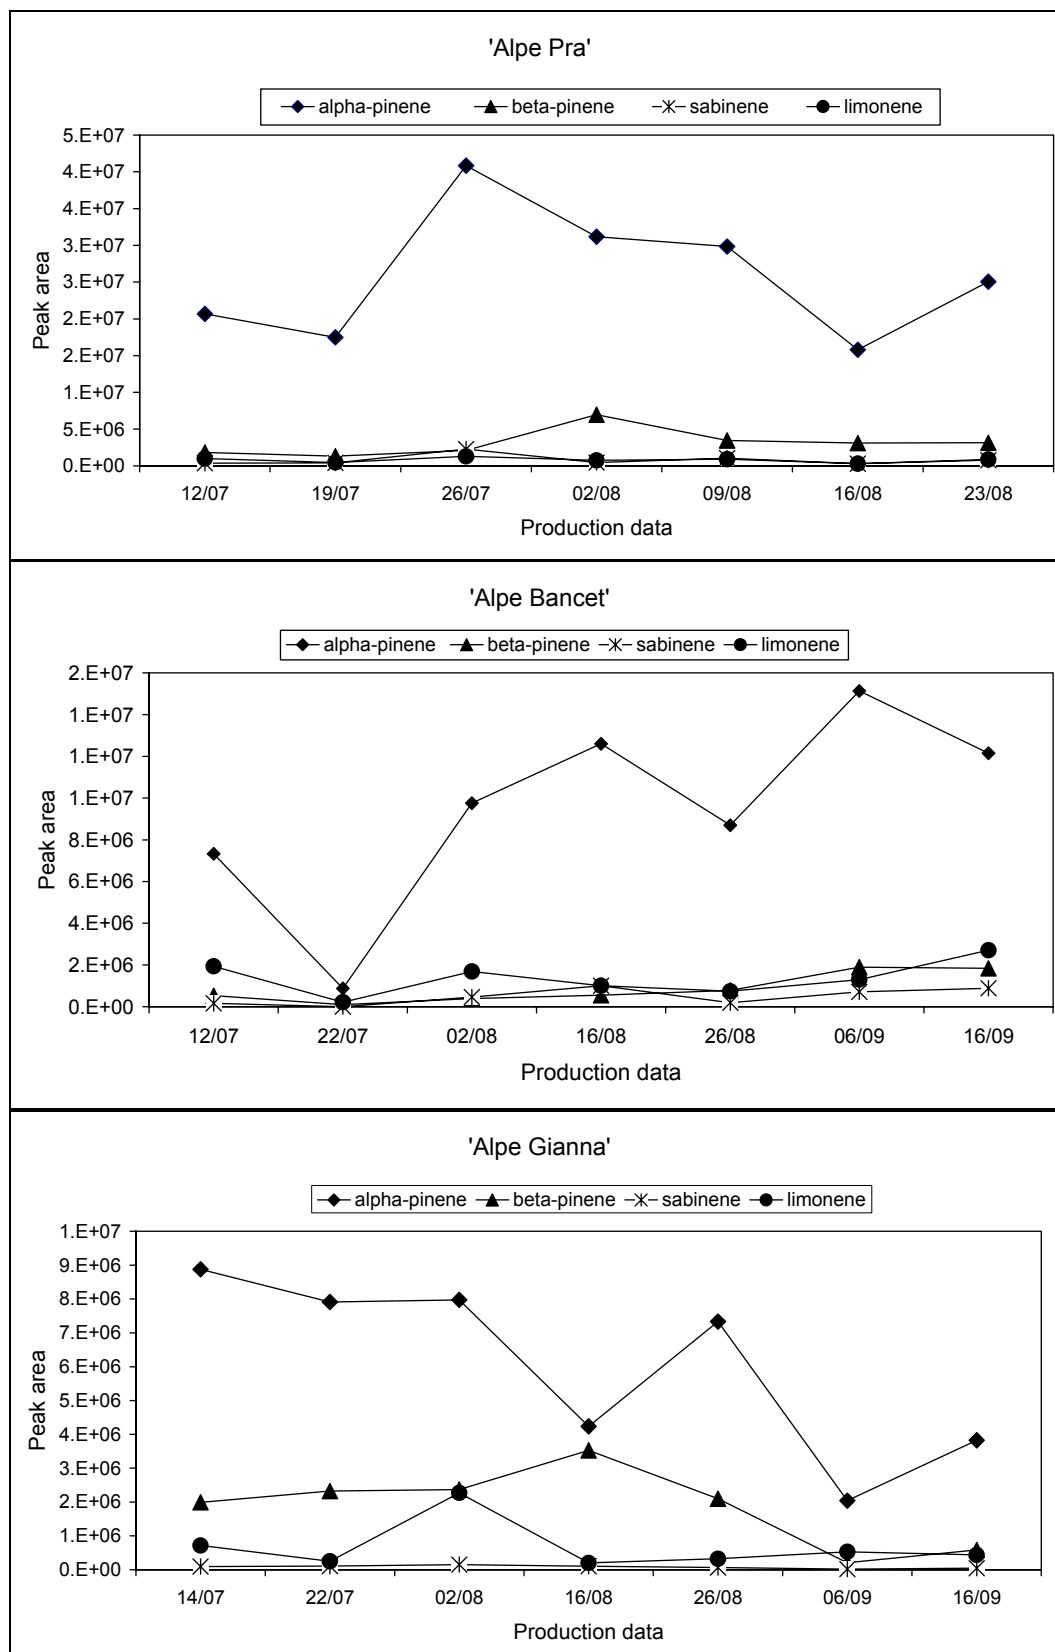 'Alpe Pra'
alpha-pinene beta-pinene sabinene limonene
5.E+07
4.E+07
4.E+07
3.E+07
3.E+07
2.E+07
2.E+07
1.E+07
5.E+06
0.E+00
Peak area
12/07 19/07 26/07 02/08 09/08 16/08 23/08
Production data
'Alpe Bancet'
alpha-pinene beta-pinene sabinene limonene
2.E+07
1.E+07
1.E+07
1.E+07
8.E+06
6.E+06
4.E+06
2.E+06
0.E+00
Peak area
12/07 22/07 02/08 16/08 26/08 06/09 16/09
Production data
'Alpe Gianna'
alpha-pinene beta-pinene sabinene limonene
1.E+07
9.E+06
8.E+06
7.E+06
6.E+06
5.E+06
4.E+06
3.E+06
2.E+06
1.E+06
0.E+00
Peak area
14/07 22/07 02/08 16/08 26/08 06/09 16/09
Production data